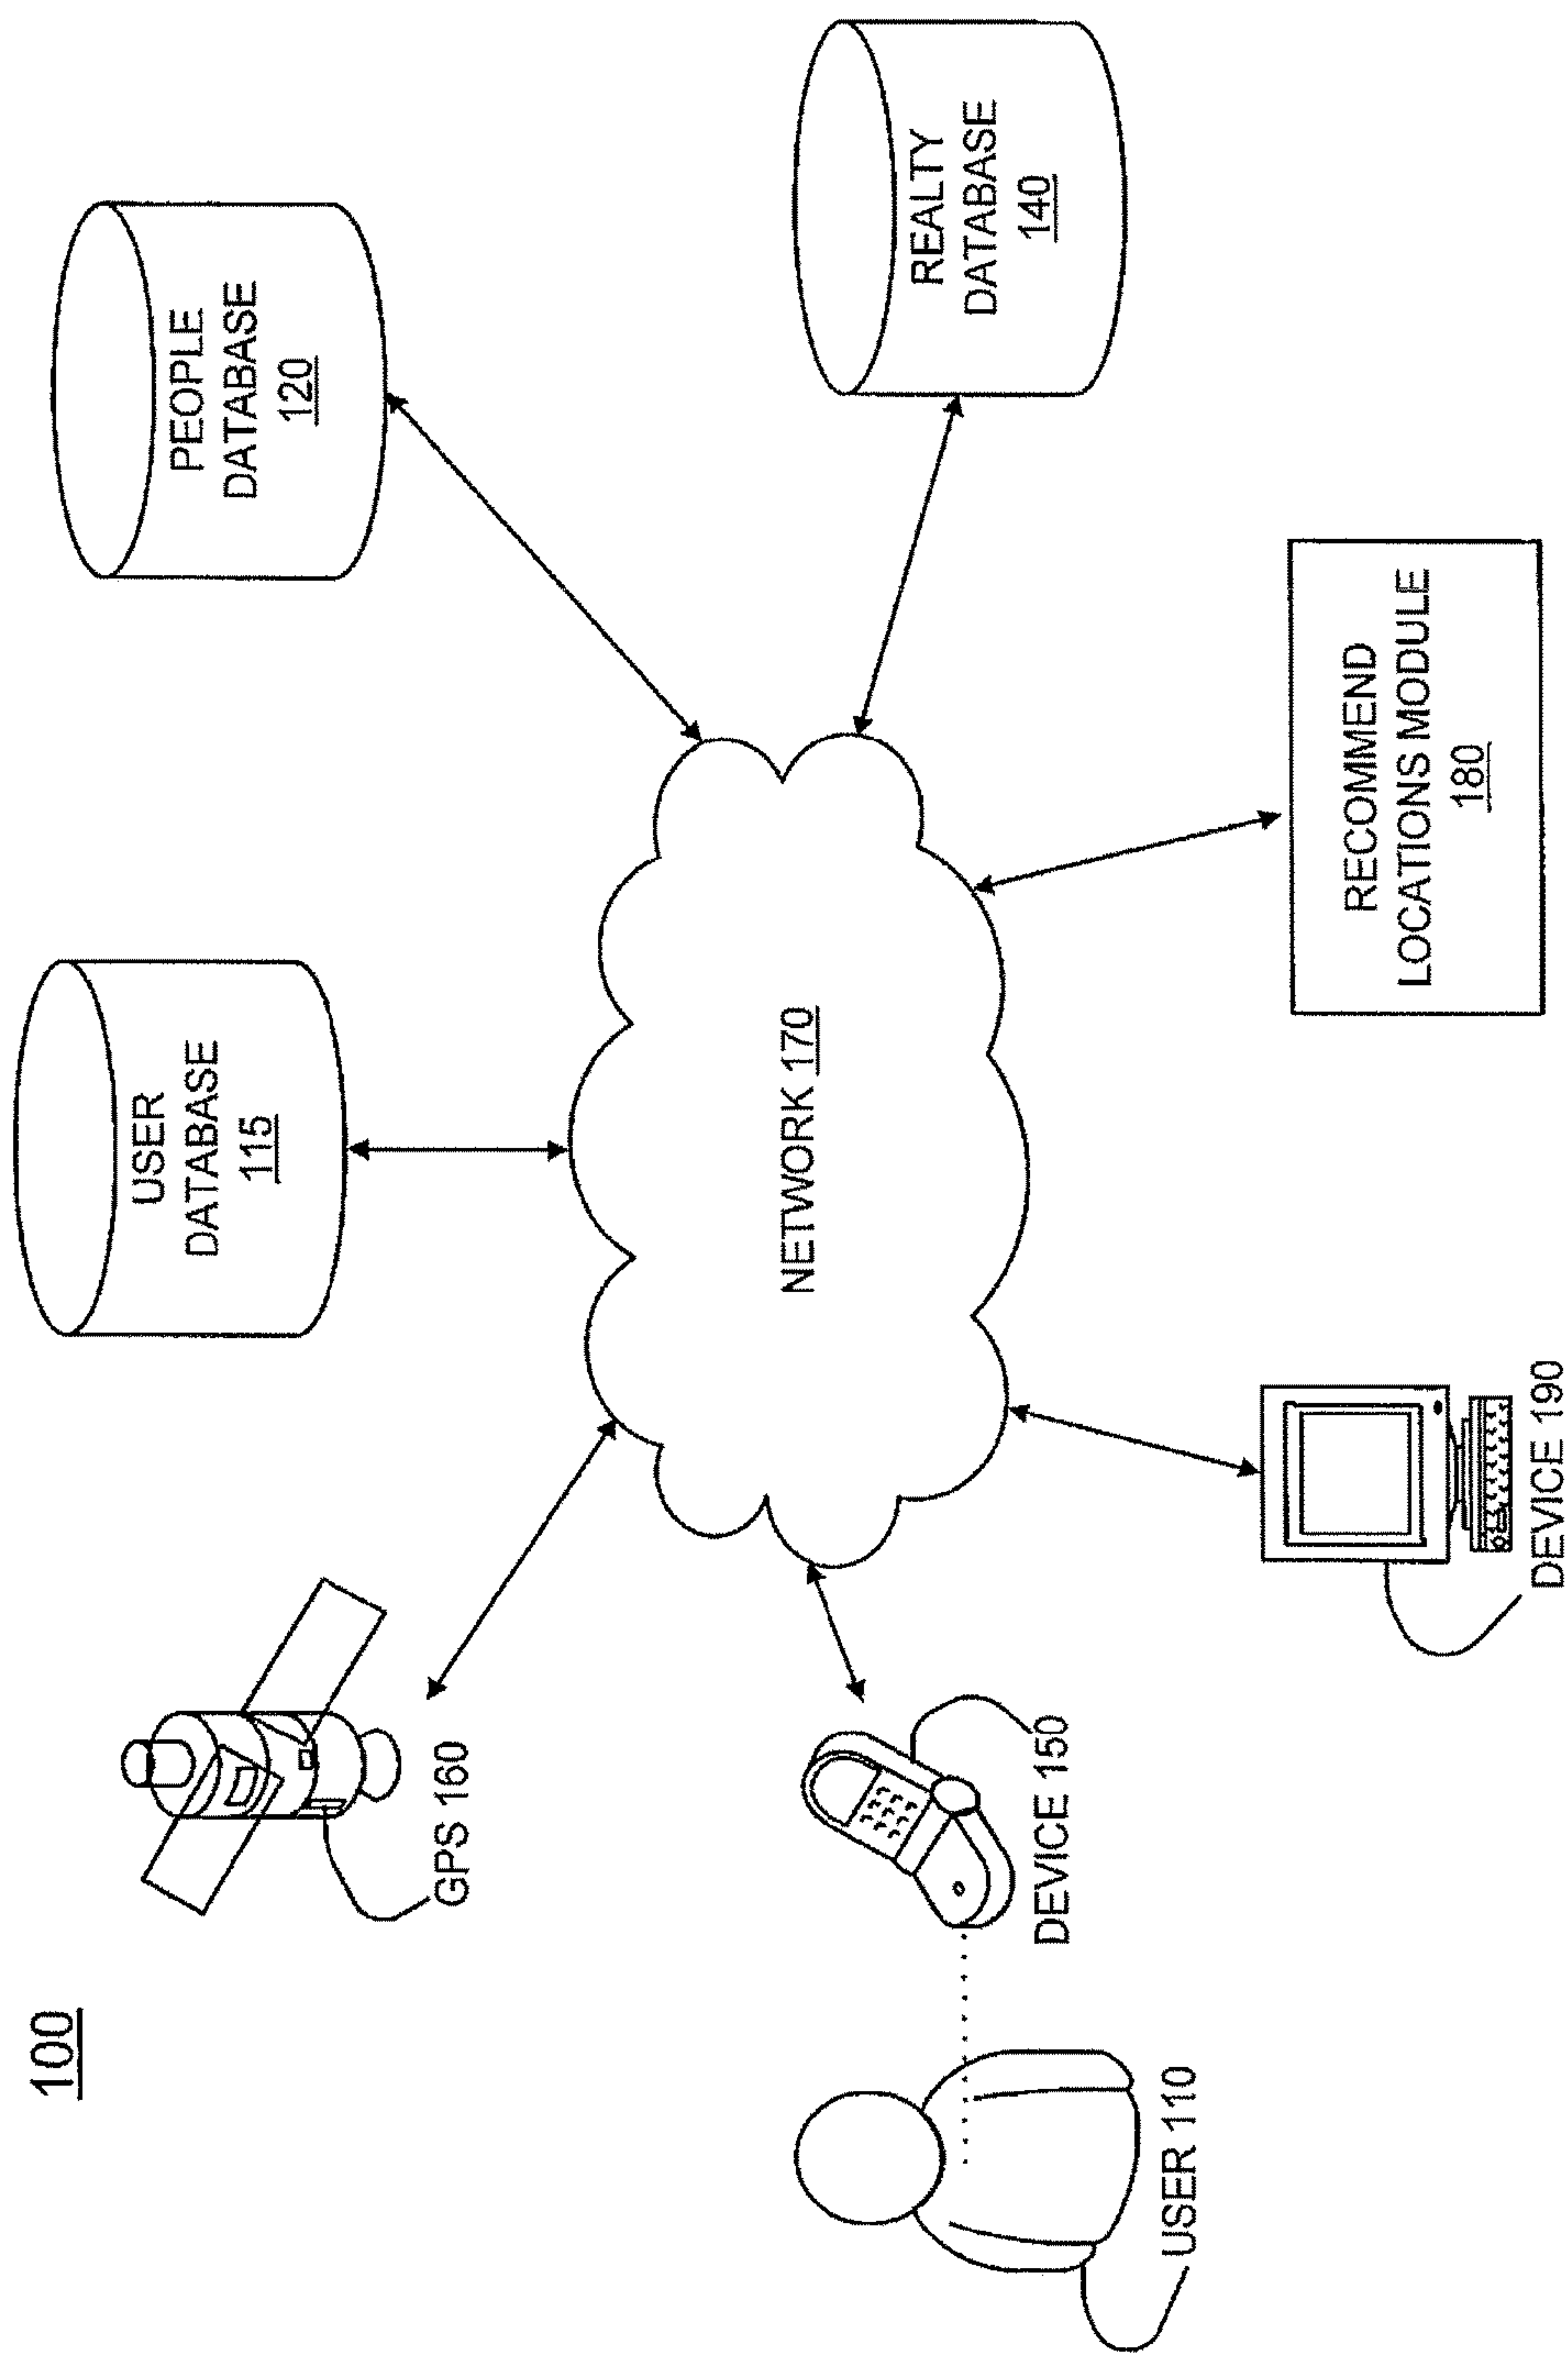 100
USER
DATABASE
115
PEOPLE
DATABASE
120
GPS 160
NETWORK 170
REALTY
DATABASE
140
USER 110
DEVICE 150
DEVICE 190
RECOMMEND
LOCATIONS MODULE
180